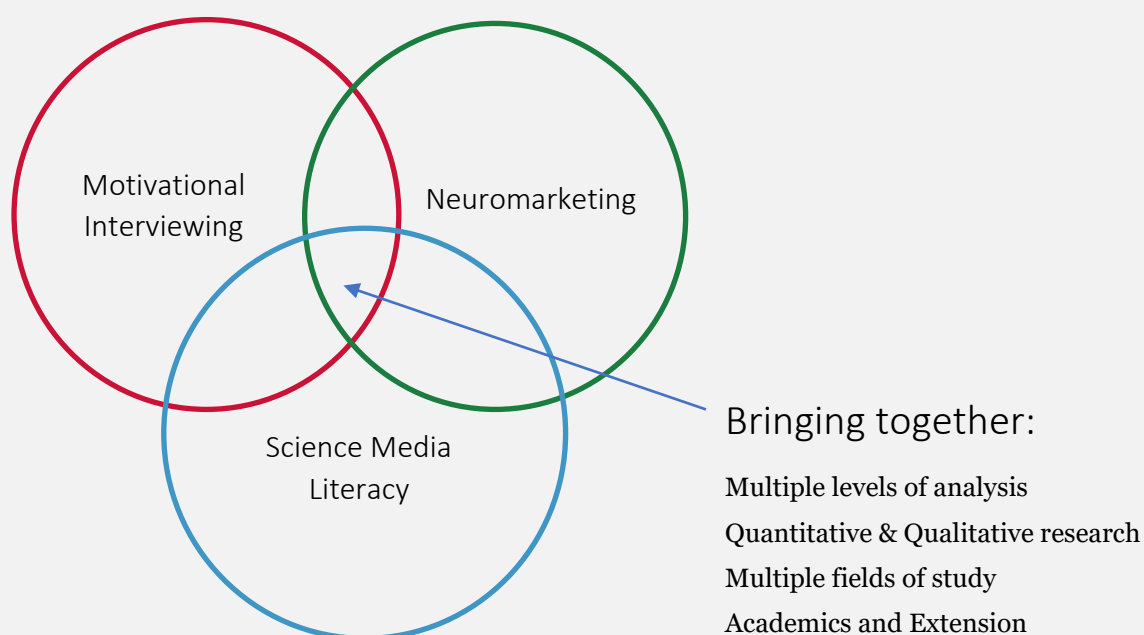 Motivational
Interviewing
Neuromarketing
Science Media
Literacy
Bringing together:
Multiple levels of analysis
Quantitative & Qualitative research
Multiple fields of study
Academics and Extension